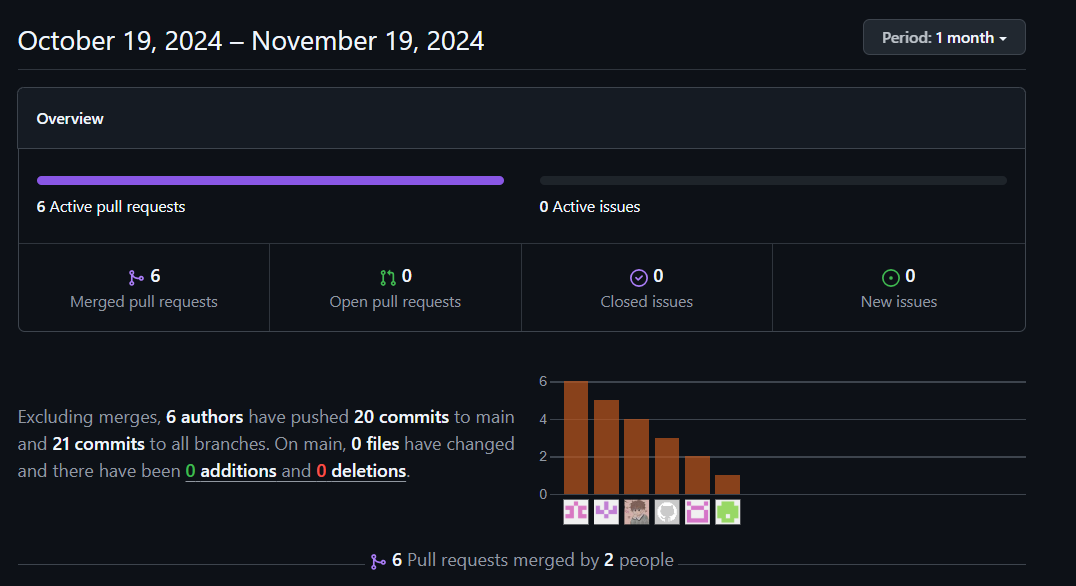 October 19, 2024 – November 19, 2024
Period: 1 month
Overview
6 Active pull requests
0 Active issues
6
Merged pull requests
0
Open pull requests
0
Closed issues
0
New issues
Excluding merges, 6 authors have pushed 20 commits to main
and 21 commits to all branches. On main, 0 files have changed
and there have been 0 additions and 0 deletions.
6
4
2
0
6 Pull requests merged by 2 people